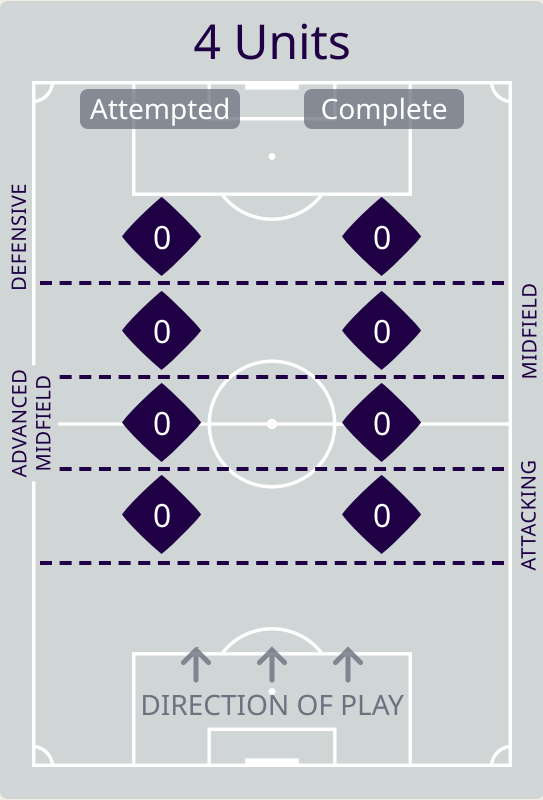 4 Units
Attempted
Complete
DEFENSIVE
0
0
MIDFIELD
0
0
ADVANCED
MIDFIELD
0
0
ATTACKING
0
0
DIRECTION OF PLAY